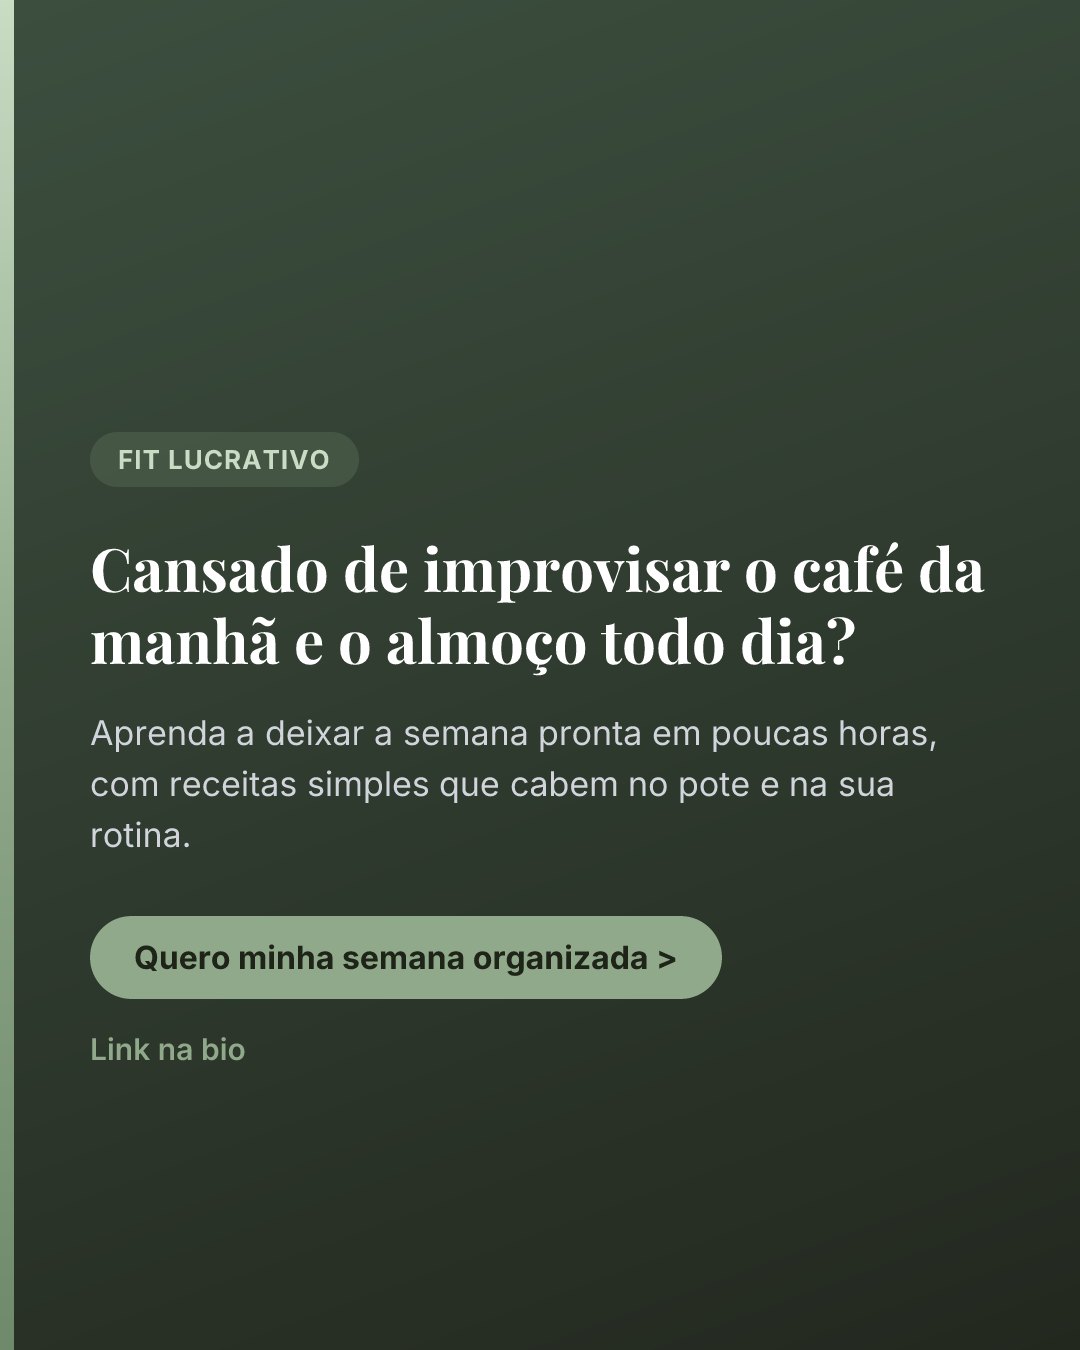 FIT LUCRATIVO
Cansado de improvisar o café da
manhã e o almoço todo dia?
Aprenda a deixar a semana pronta em poucas horas,
com receitas simples que cabem no pote e na sua
rotina.
Quero minha semana organizada >
Link na bio